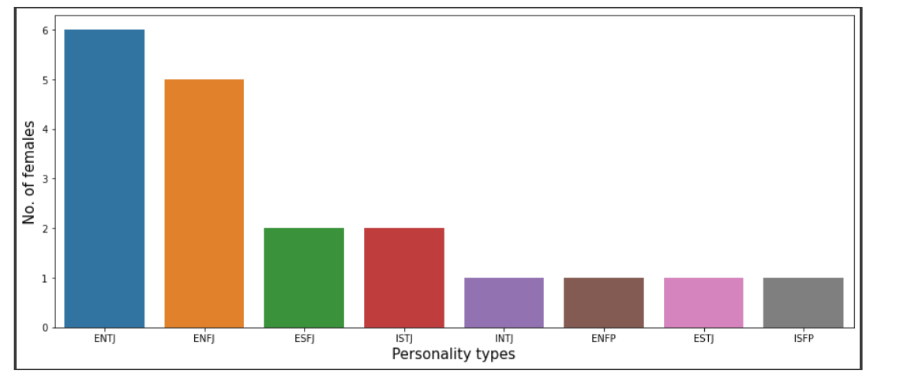 No. of females
6
5
4
3
2
1
0
ENTJ ENFJ ESFJ ISTJ INTJ ENFP ESTJ ISFP
Personality types